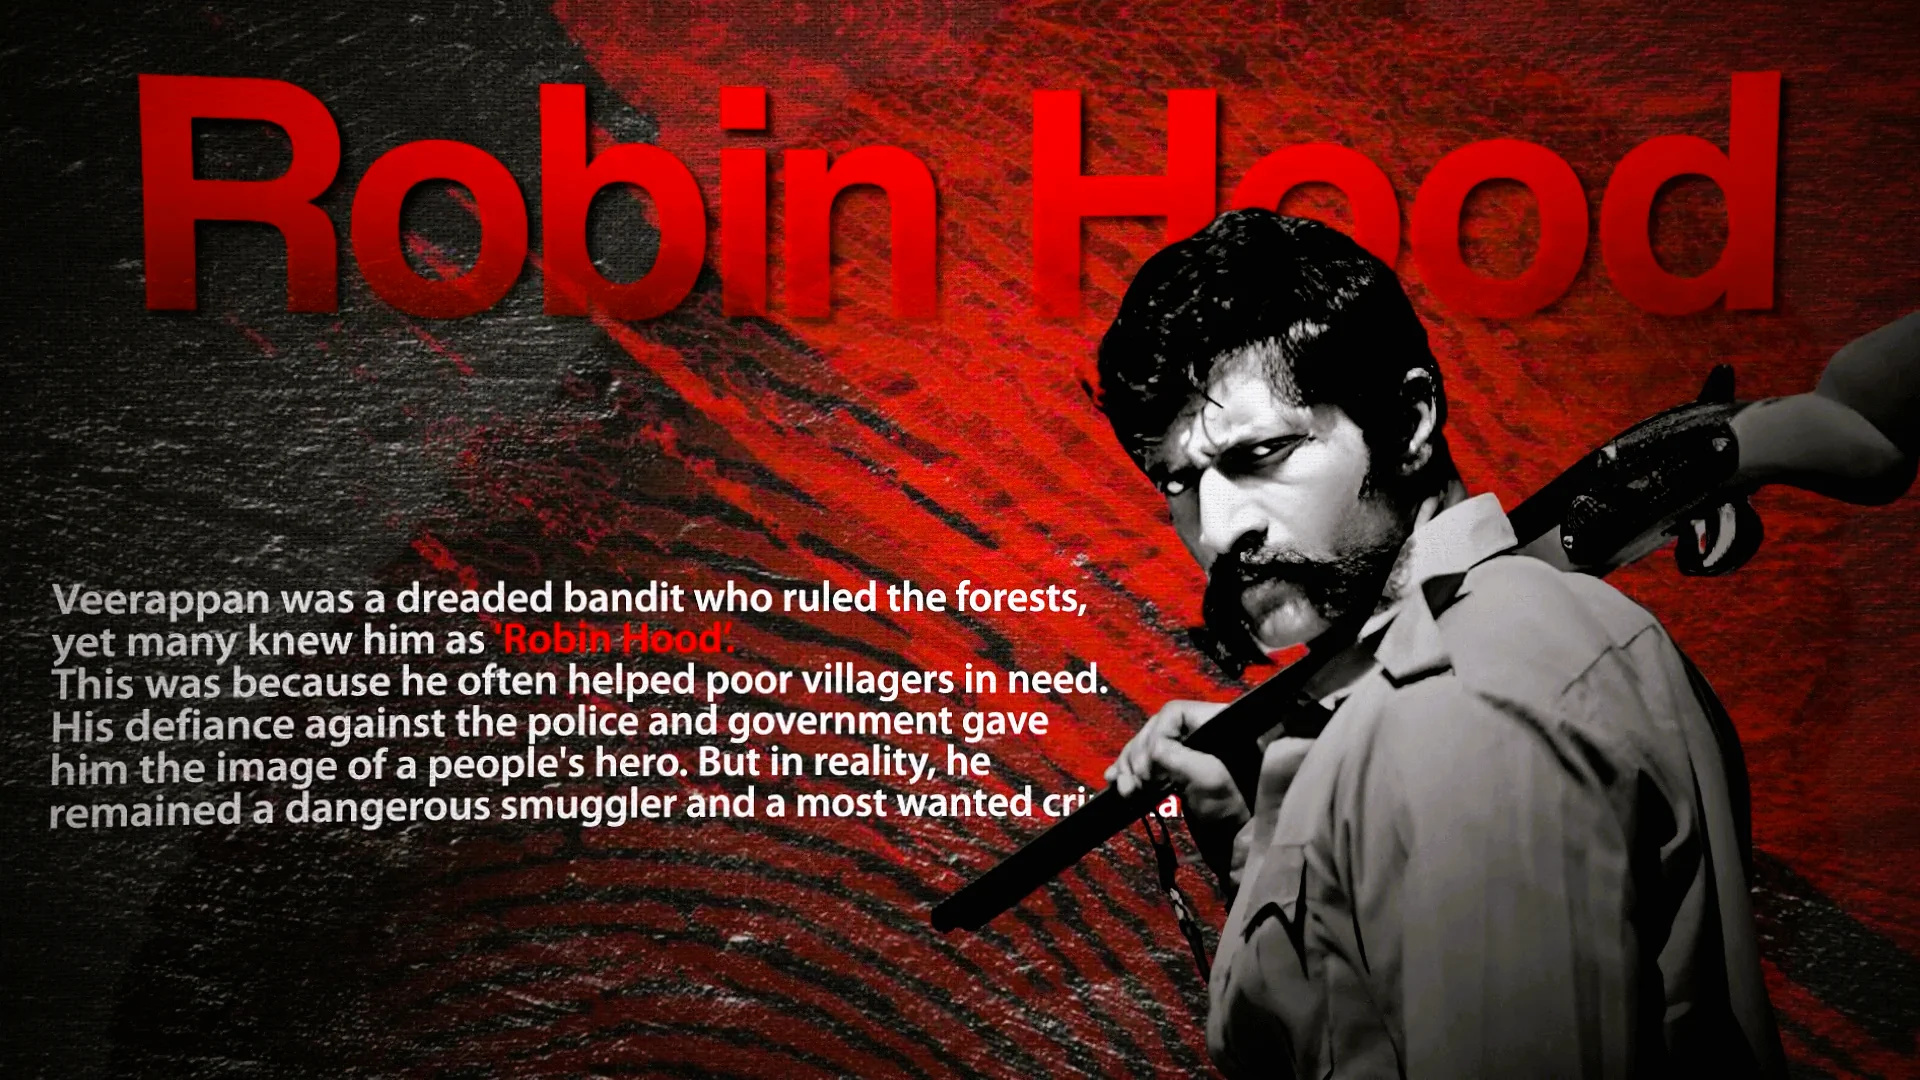 Robin Hood
Veerappan was a dreaded bandit who ruled the forests,
yet many knew him as 'Robin Hood'.
This was because he often helped poor villagers in need.
His defiance against the police and government gave
him the image of a people's hero. But in reality, he
remained a dangerous smuggler and a most wanted